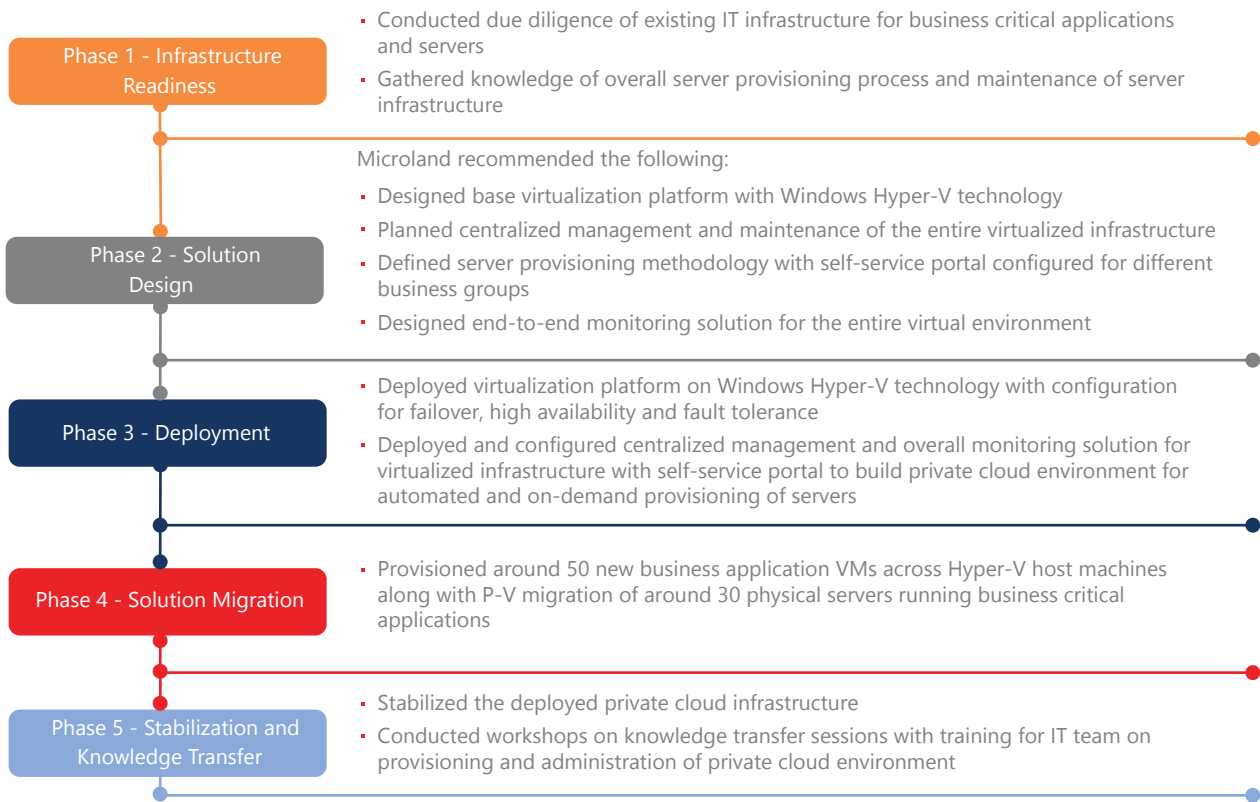 Phase 1 - Infrastructure
Readiness
▪ Conducted due diligence of existing IT infrastructure for business critical applications
and servers
▪ Gathered knowledge of overall server provisioning process and maintenance of server
infrastructure
Phase 2 - Solution
Design
Microland recommended the following:
▪ Designed base virtualization platform with Windows Hyper-V technology
▪ Planned centralized management and maintenance of the entire virtualized infrastructure
▪ Defined server provisioning methodology with self-service portal configured for different
business groups
▪ Designed end-to-end monitoring solution for the entire virtual environment
Phase 3 - Deployment
▪ Deployed virtualization platform on Windows Hyper-V technology with configuration
for failover, high availability and fault tolerance
▪ Deployed and configured centralized management and overall monitoring solution for
virtualized infrastructure with self-service portal to build private cloud environment for
automated and on-demand provisioning of servers
Phase 4 - Solution Migration
▪ Provisioned around 50 new business application VMs across Hyper-V host machines
along with P-V migration of around 30 physical servers running business critical
applications
Phase 5 - Stabilization and
Knowledge Transfer
▪ Stabilized the deployed private cloud infrastructure
▪ Conducted workshops on knowledge transfer sessions with training for IT team on
provisioning and administration of private cloud environment